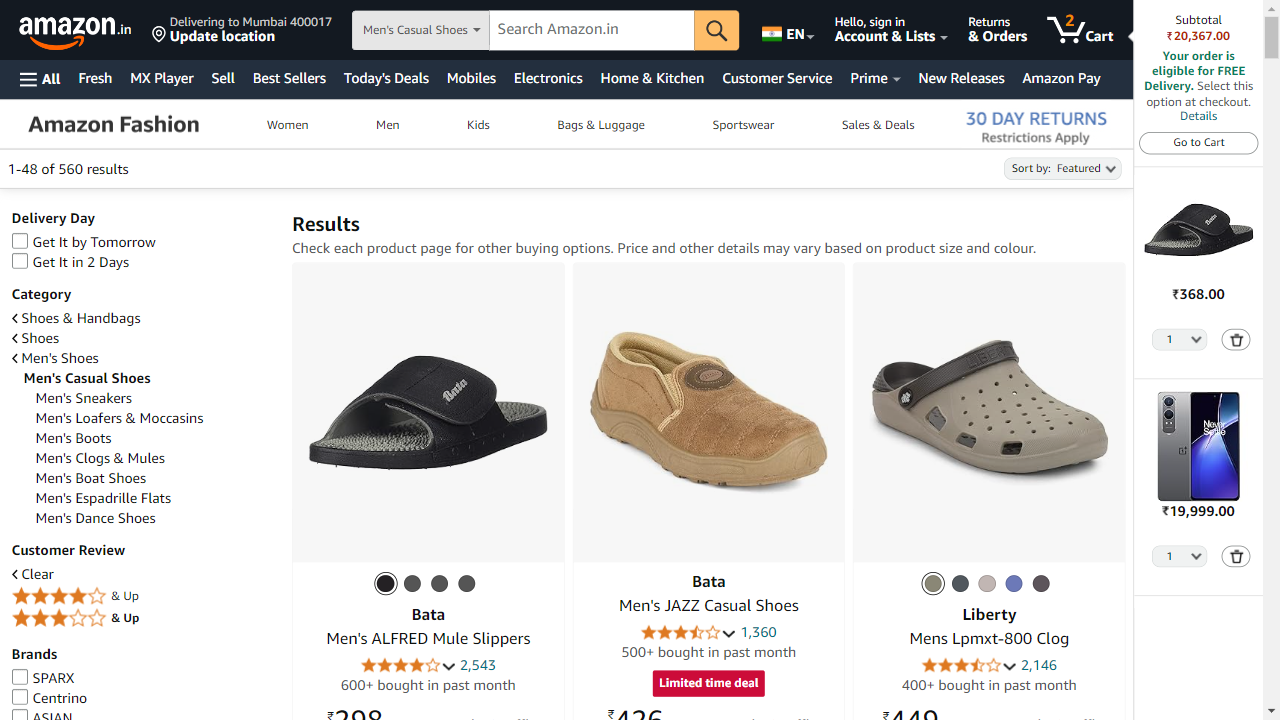 amazon.in
Delivering to Mumbai 400017
Update location
Men's Casual Shoes
Search Amazon.in
EN
Hello, sign in
Account & Lists
Returns
& Orders
2
Cart
All
Fresh
MX Player
Sell
Best Sellers
Today's Deals
Mobiles
Electronics
Home & Kitchen
Customer Service
Prime
New Releases
Amazon Pay
Amazon Fashion
Women
Men
Kids
Bags & Luggage
Sportswear
Sales & Deals
30 DAY RETURNS
Restrictions Apply
1-48 of 560 results
Sort by: Featured
Delivery Day
Get It by Tomorrow
Get It in 2 Days
Category
Shoes & Handbags
Shoes
Men's Shoes
Men's Casual Shoes
Men's Sneakers
Men's Loafers & Moccasins
Men's Boots
Men's Clogs & Mules
Men's Boat Shoes
Men's Espadrille Flats
Men's Dance Shoes
Customer Review
Clear
& Up
& Up
Brands
SPARX
Centrino
ASIAN
Results
Check each product page for other buying options. Price and other details may vary based on product size and colour.
Bata
Bata
Men's ALFRED Mule Slippers
2,543
600+ bought in past month
₹298
Bata
Men's JAZZ Casual Shoes
1,360
500+ bought in past month
Limited time deal
₹426
LIBERTY
Liberty
Mens Lpmxt-800 Clog
2,146
400+ bought in past month
₹449
Subtotal
₹20,367.00
Your order is
eligible for FREE
Delivery. Select this
option at checkout.
Details
Go to Cart
Bata
₹368.00
1
Never
Settle
₹19,999.00
1